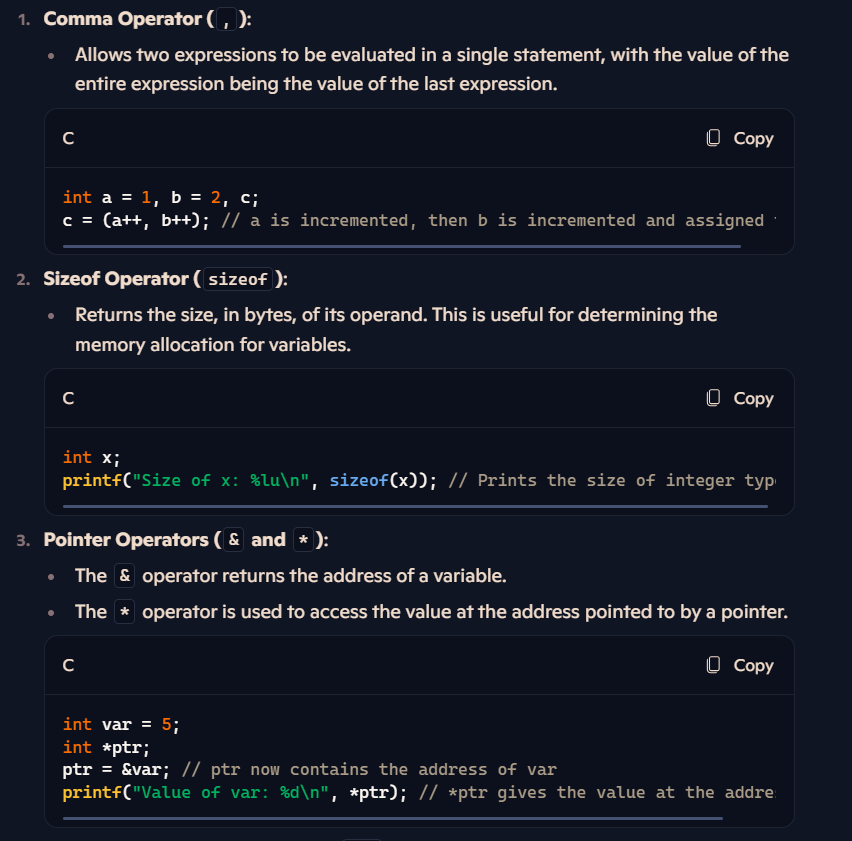 1. Comma Operator ( , ):
• Allows two expressions to be evaluated in a single statement, with the value of the
entire expression being the value of the last expression.
C Copy
int a = 1, b = 2, c;
c = (a++, b++); // a is incremented, then b is incremented and assigned
2. Sizeof Operator ( sizeof ):
• Returns the size, in bytes, of its operand. This is useful for determining the
memory allocation for variables.
C Copy
int x;
printf("Size of x: %lu\n", sizeof(x)); // Prints the size of integer typ
3. Pointer Operators ( & and * ):
• The & operator returns the address of a variable.
• The * operator is used to access the value at the address pointed to by a pointer.
C Copy
int var = 5;
int *ptr;
ptr = &var; // ptr now contains the address of var
printf("Value of var: %d\n", *ptr); // *ptr gives the value at the addre